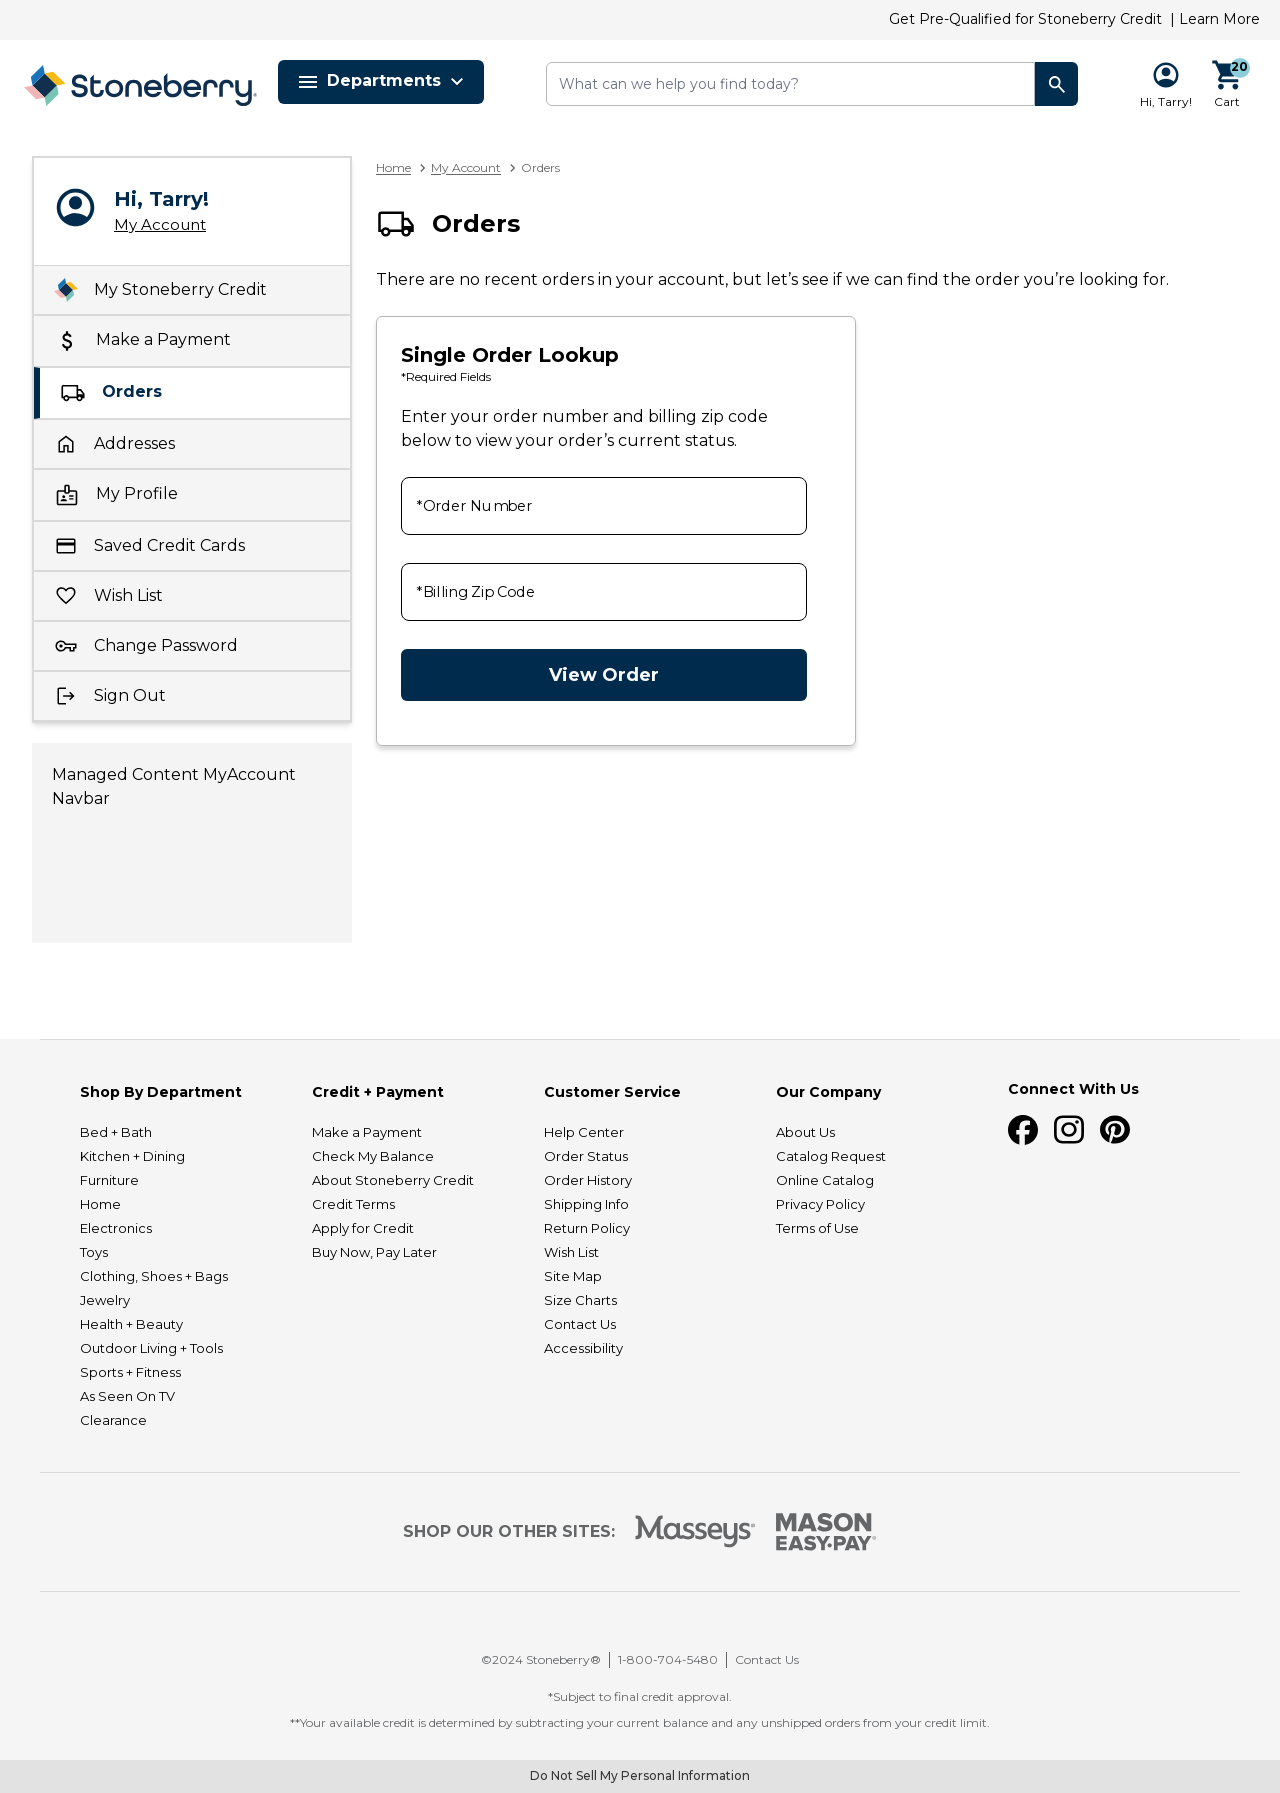 Get Pre-Qualified for Stoneberry Credit | Learn More
Stoneberry®
Departments
What can we help you find today?
Hi, Tarry!
20
Cart
Hi, Tarry!
My Account
My Stoneberry Credit
Make a Payment
Orders
Addresses
My Profile
Saved Credit Cards
Wish List
Change Password
Sign Out
Managed Content MyAccount
Navbar
Home > My Account > Orders
Orders
There are no recent orders in your account, but let’s see if we can find the order you’re looking for.
Single Order Lookup
*Required Fields
Enter your order number and billing zip code
below to view your order’s current status.
*Order Number
*Billing Zip Code
View Order
Shop By Department
Bed + Bath
Kitchen + Dining
Furniture
Home
Electronics
Toys
Clothing, Shoes + Bags
Jewelry
Health + Beauty
Outdoor Living + Tools
Sports + Fitness
As Seen On TV
Clearance
Credit + Payment
Make a Payment
Check My Balance
About Stoneberry Credit
Credit Terms
Apply for Credit
Buy Now, Pay Later
Customer Service
Help Center
Order Status
Order History
Shipping Info
Return Policy
Wish List
Site Map
Size Charts
Contact Us
Accessibility
Our Company
About Us
Catalog Request
Online Catalog
Privacy Policy
Terms of Use
Connect With Us
SHOP OUR OTHER SITES:
Masseys®
MASON
EASY•PAY®
©2024 Stoneberry® | 1-800-704-5480 | Contact Us
*Subject to final credit approval.
**Your available credit is determined by subtracting your current balance and any unshipped orders from your credit limit.
Do Not Sell My Personal Information